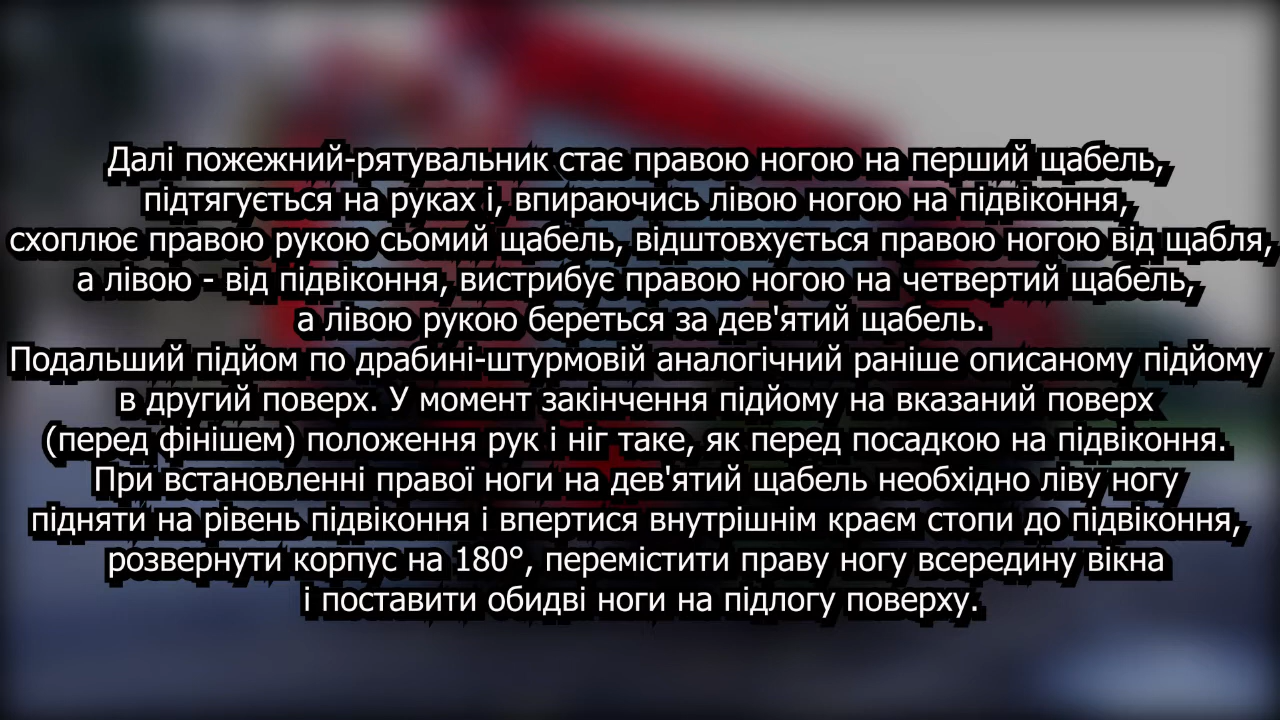 Далі пожежний-рятувальник стає правою ногою на перший щабель,
підтягується на руках і, впираючись лівою ногою на підвіконня,
схоплює правою рукою сьомий щабель, відштовхується правою ногою від щабля,
а лівою - від підвіконня, вистрибує правою ногою на четвертий щабель,
а лівою рукою береться за дев'ятий щабель.
Подальший підйом по драбині-штурмовій аналогічний раніше описаному підйому
в другий поверх. У момент закінчення підйому на вказаний поверх
(перед фінішем) положення рук і ніг таке, як перед посадкою на підвіконня.
При встановленні правої ноги на дев'ятий щабель необхідно ліву ногу
підняти на рівень підвіконня і впертися внутрішнім краєм стопи до підвіконня,
розвернути корпус на 180°, перемістити праву ногу всередину вікна
і поставити обидві ноги на підлогу поверху.